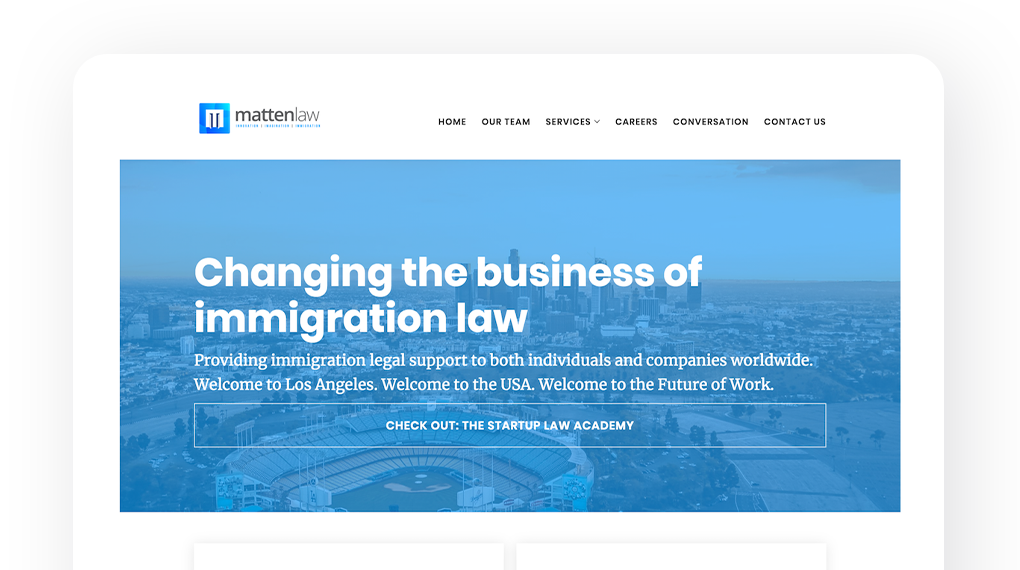 mattenlaw
INNOVATION | IMAGINATION | IMMIGRATION
HOME OUR TEAM SERVICES CAREERS CONVERSATION CONTACT US
Changing the business of
immigration law
Providing immigration legal support to both individuals and companies worldwide.
Welcome to Los Angeles. Welcome to the USA. Welcome to the Future of Work.
CHECK OUT: THE STARTUP LAW ACADEMY